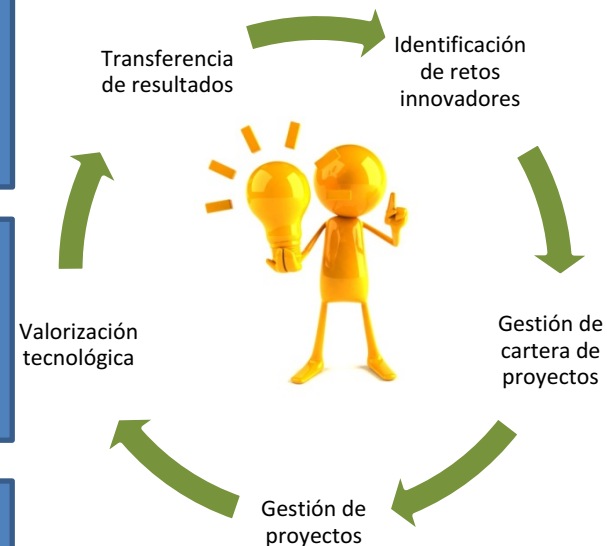 Transferencia
de resultados
Identificación
de retos
innovadores
Gestión de
cartera de
proyectos
Gestión de
proyectos
Valorización
tecnológica